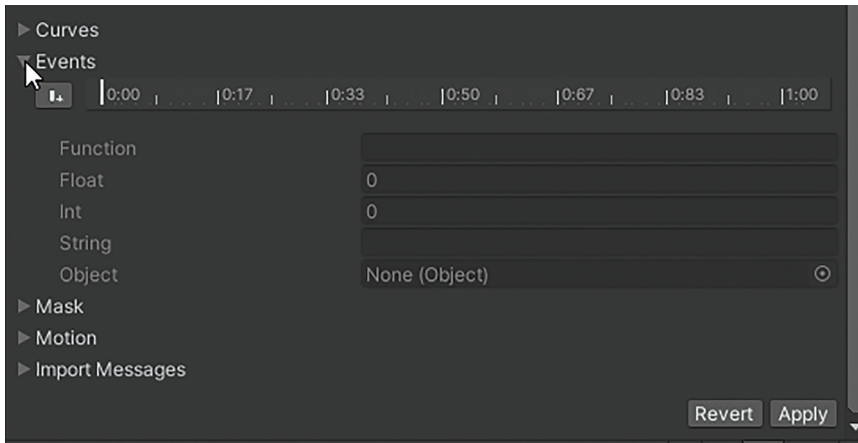 Curves
Events
0:00 0:17 0:33 0:50 0:67 0:83 1:00
Function
Float 0
Int 0
String
Object None (Object)
Mask
Motion
Import Messages
Revert Apply